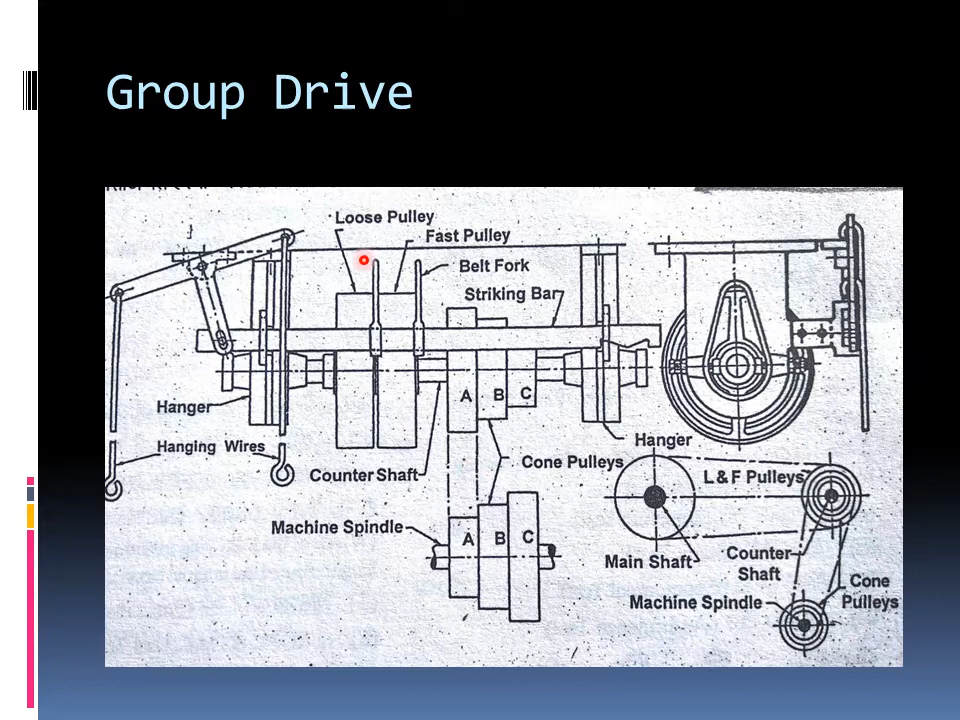 Group Drive
Loose Pulley
Fast Pulley
Belt Fork
Striking Bar
A
B
C
Hanger
Hanging Wires
Counter Shaft
Cone Pulleys
Hanger
L & F Pulleys
Machine Spindle
A
B
C
Main Shaft
Counter
Shaft
Cone
Pulleys
Machine Spindle